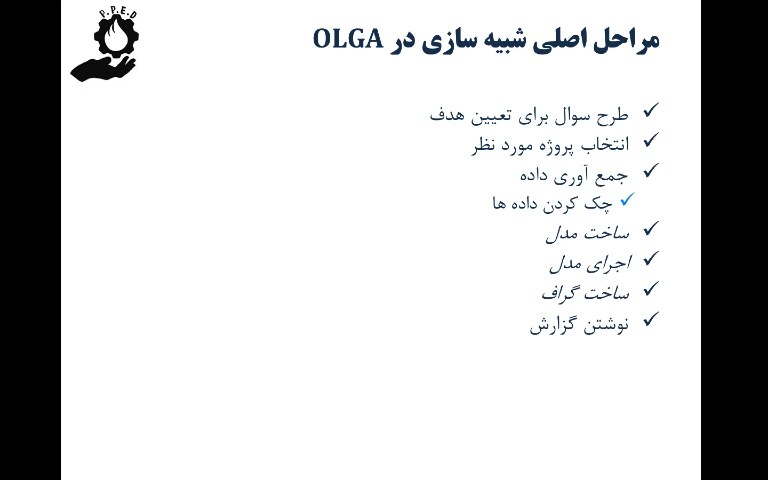 P.P.E.D
مراحل اصلی شبیه سازی در OLGA
طرح سوال برای تعیین هدف
انتخاب پروژه مورد نظر
جمع آوری داده
چک کردن داده ها
ساخت مدل
اجرای مدل
ساخت گراف
نوشتن گزارش